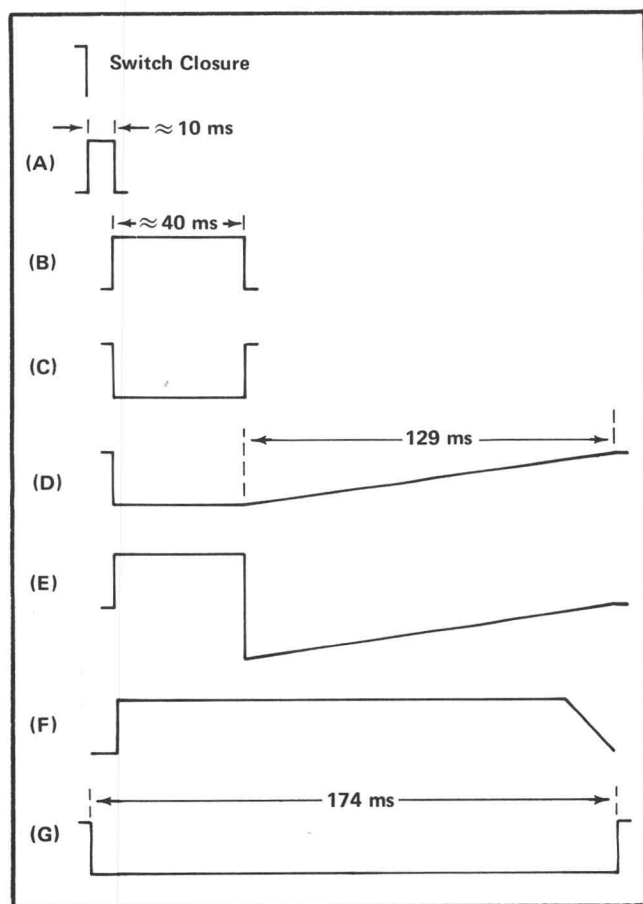 Switch Closure
≈ 10 ms
(A)
≈ 40 ms
(B)
(C)
129 ms
(D)
(E)
(F)
174 ms
(G)